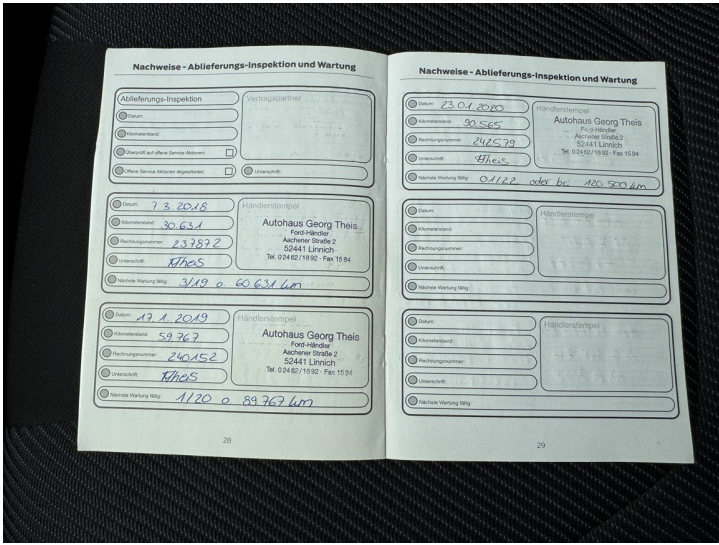 Nachweise - Ablieferungs-Inspektion und Wartung
Ablieferungs-Inspektion
Vertragspartner
Datum:
Kilometerstand:
Überprüft auf offene Service Aktionen:
Offene Service Aktionen abgearbeitet:
Unterschrift:
Datum: 7.3.2018
Kilometerstand: 30.631
Rechnungsnummer: 237872
Unterschrift: Theis
Nächste Wartung fällig: 3/19 o. 60.631 km
Händlerstempel
Autohaus Georg Theis
Ford-Händler
Aachener Straße 2
52441 Linnich
Tel. 0 24 62 / 18 92 · Fax 15 94
Datum: 17.1.2019
Kilometerstand: 59.767
Rechnungsnummer: 240152
Unterschrift: Theis
Nächste Wartung fällig: 1/20 o. 89.767 km
Händlerstempel
Autohaus Georg Theis
Ford-Händler
Aachener Straße 2
52441 Linnich
Tel. 0 24 62 / 18 92 · Fax 15 94
28
Nachweise - Ablieferungs-Inspektion und Wartung
Datum: 23.01.2020
Kilometerstand: 90.565
Rechnungsnummer: 242579
Unterschrift: Theis
Nächste Wartung fällig: 01/22 oder bei 120.500 km
Händlerstempel
Autohaus Georg Theis
Ford-Händler
Aachener Straße 2
52441 Linnich
Tel. 0 24 62 / 18 92 · Fax 15 94
Datum:
Kilometerstand:
Rechnungsnummer:
Unterschrift:
Nächste Wartung fällig:
Händlerstempel
Datum:
Kilometerstand:
Rechnungsnummer:
Unterschrift:
Nächste Wartung fällig:
Händlerstempel
29